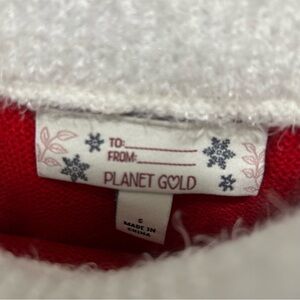 TO:
FROM:
PLANET GOLD
S
MADE IN
CHINA